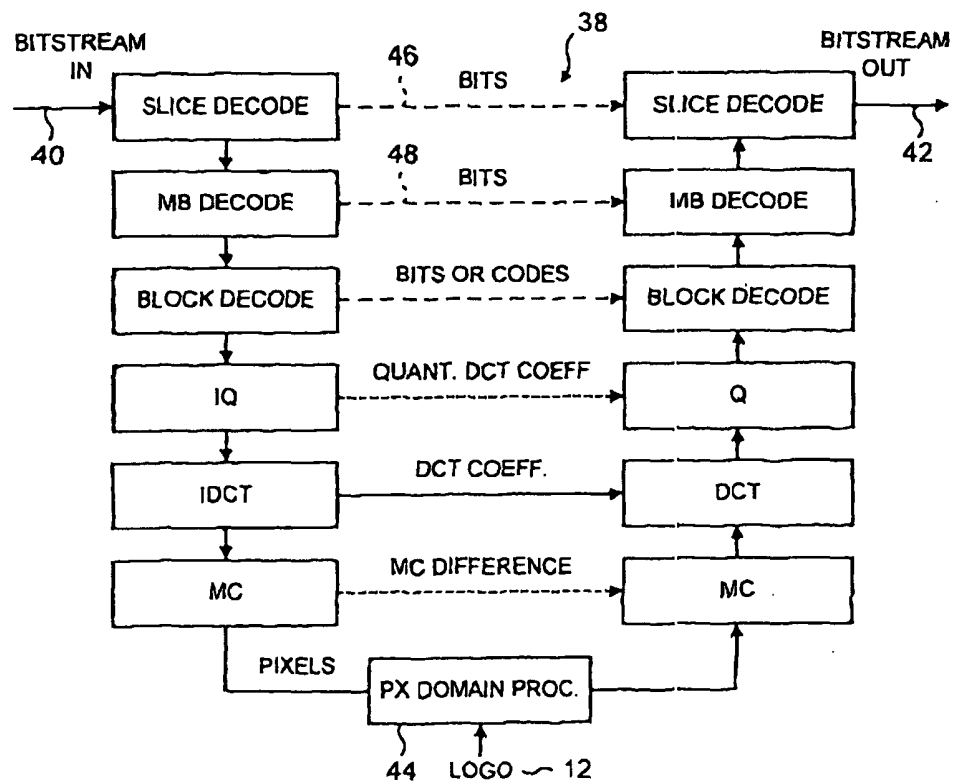 BITSTREAM IN
46
BITS
38
BITSTREAM OUT
SLICE DECODE
SLICE DECODE
40
42
48
BITS
MB DECODE
MB DECODE
BITS OR CODES
BLOCK DECODE
BLOCK DECODE
QUANT. DCT COEFF
IQ
Q
DCT COEFF.
IDCT
DCT
MC DIFFERENCE
MC
MC
PIXELS
PX DOMAIN PROC.
44
LOGO
12